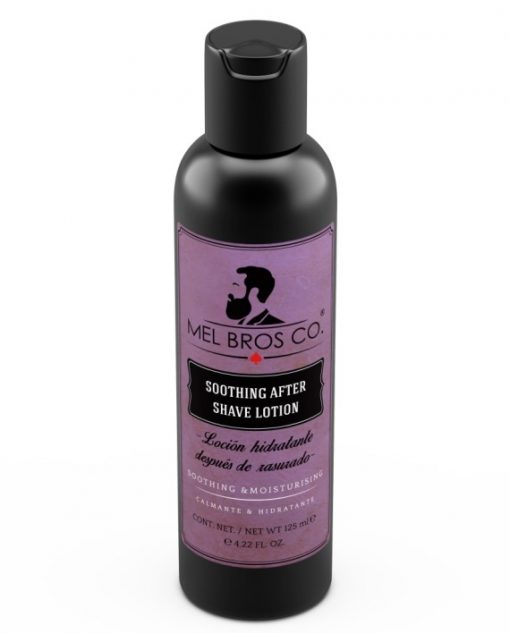 MEL BROS CO.®
SOOTHING AFTER
SHAVE LOTION
-Loción hidratante
después de rasurado-
SOOTHING & MOISTURISING
CALMANTE & HIDRATANTE
CONT. NET. / NET WT 125 ml ℮
℮ 4.22 FL. OZ.